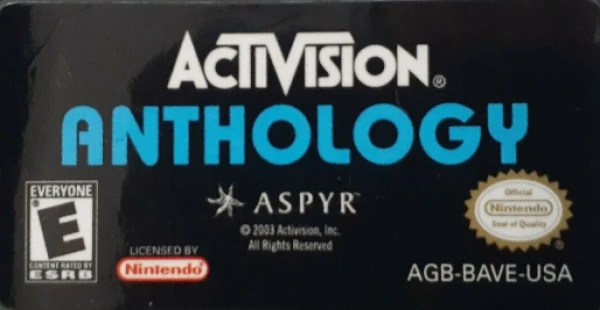 ACTIVISION®
ANTHOLOGY
ASPYR™
© 2003 Activision, Inc.
All Rights Reserved
EVERYONE
E
CONTENT RATED BY
ESRB
LICENSED BY
Nintendo®
Official
Nintendo
Seal of Quality
AGB-BAVE-USA